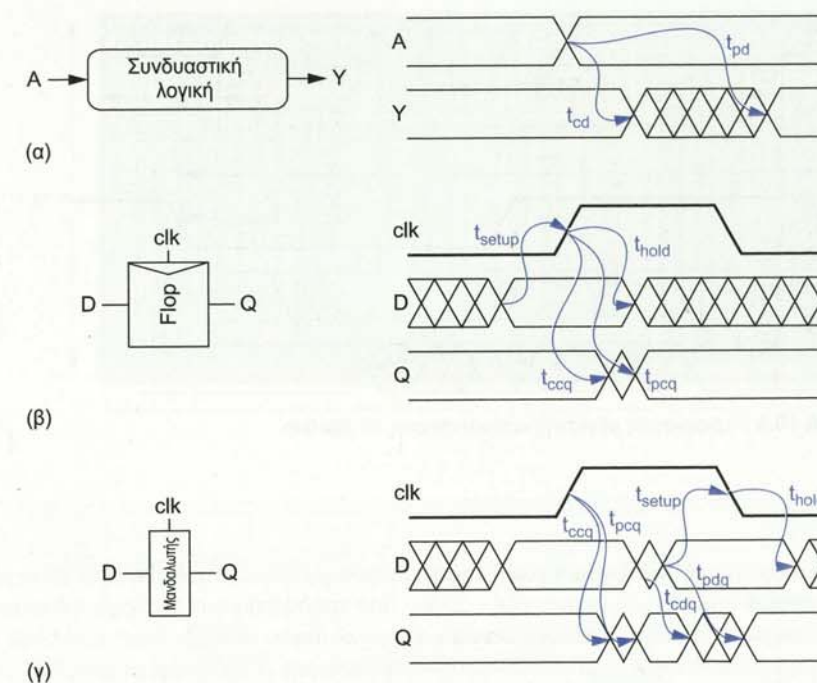 A
Συνδυαστική
λογική
Y
A
Y
t_pd
t_cd
(α)
clk
D
Flop
Q
clk
D
Q
t_setup
t_hold
t_ccq
t_pcq
(β)
clk
D
Μανδαλωτής
Q
clk
D
Q
t_ccq
t_pcq
t_setup
t_hol
t_pdq
t_cdq
(γ)